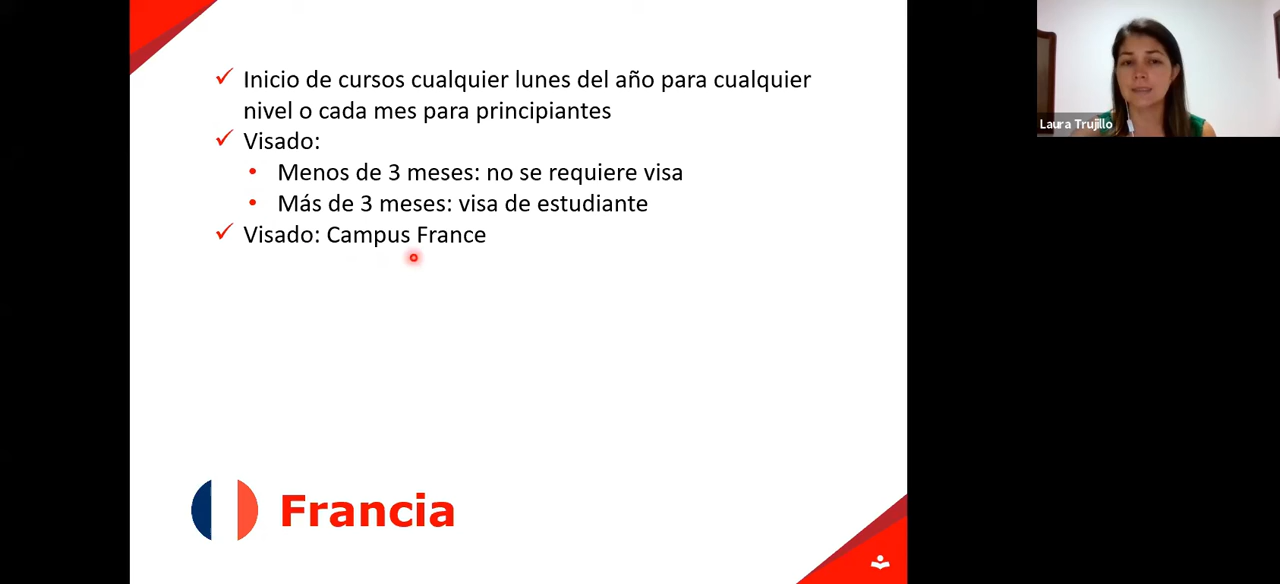 Inicio de cursos cualquier lunes del año para cualquier
nivel o cada mes para principiantes
Visado:
Menos de 3 meses: no se requiere visa
Más de 3 meses: visa de estudiante
Visado: Campus France
Francia
Laura Trujillo